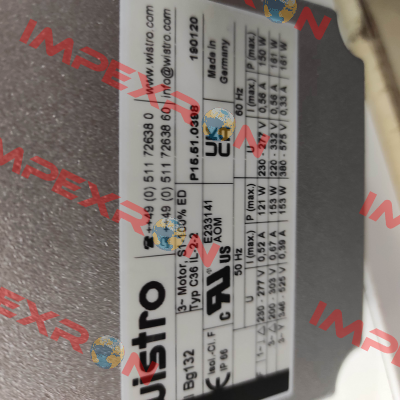 wistro
++49 (0) 511 72638 0 www.wistro.com
++49 (0) 511 72638 60 info@wistro.com
3~ Motor, S1-100% ED P15.51.0398 190120
Typ C36 IL-2-2
Bg132
E233141
AOM
Made in
Germany
Isol.-Cl. F
IP 66
c US
UK CA
50 Hz 60 Hz
U I (max.) P (max.) U I (max.) P (max.)
1~ △ 230 - 277 V 0,52 A 121 W 230 - 277 V 0,58 A 150 W
3~ △ 200 - 303 V 0,67 A 153 W 220 - 332 V 0,58 A 161 W
3~ Y 346 - 525 V 0,39 A 153 W 380 - 575 V 0,33 A 161 W
IMPEXRON